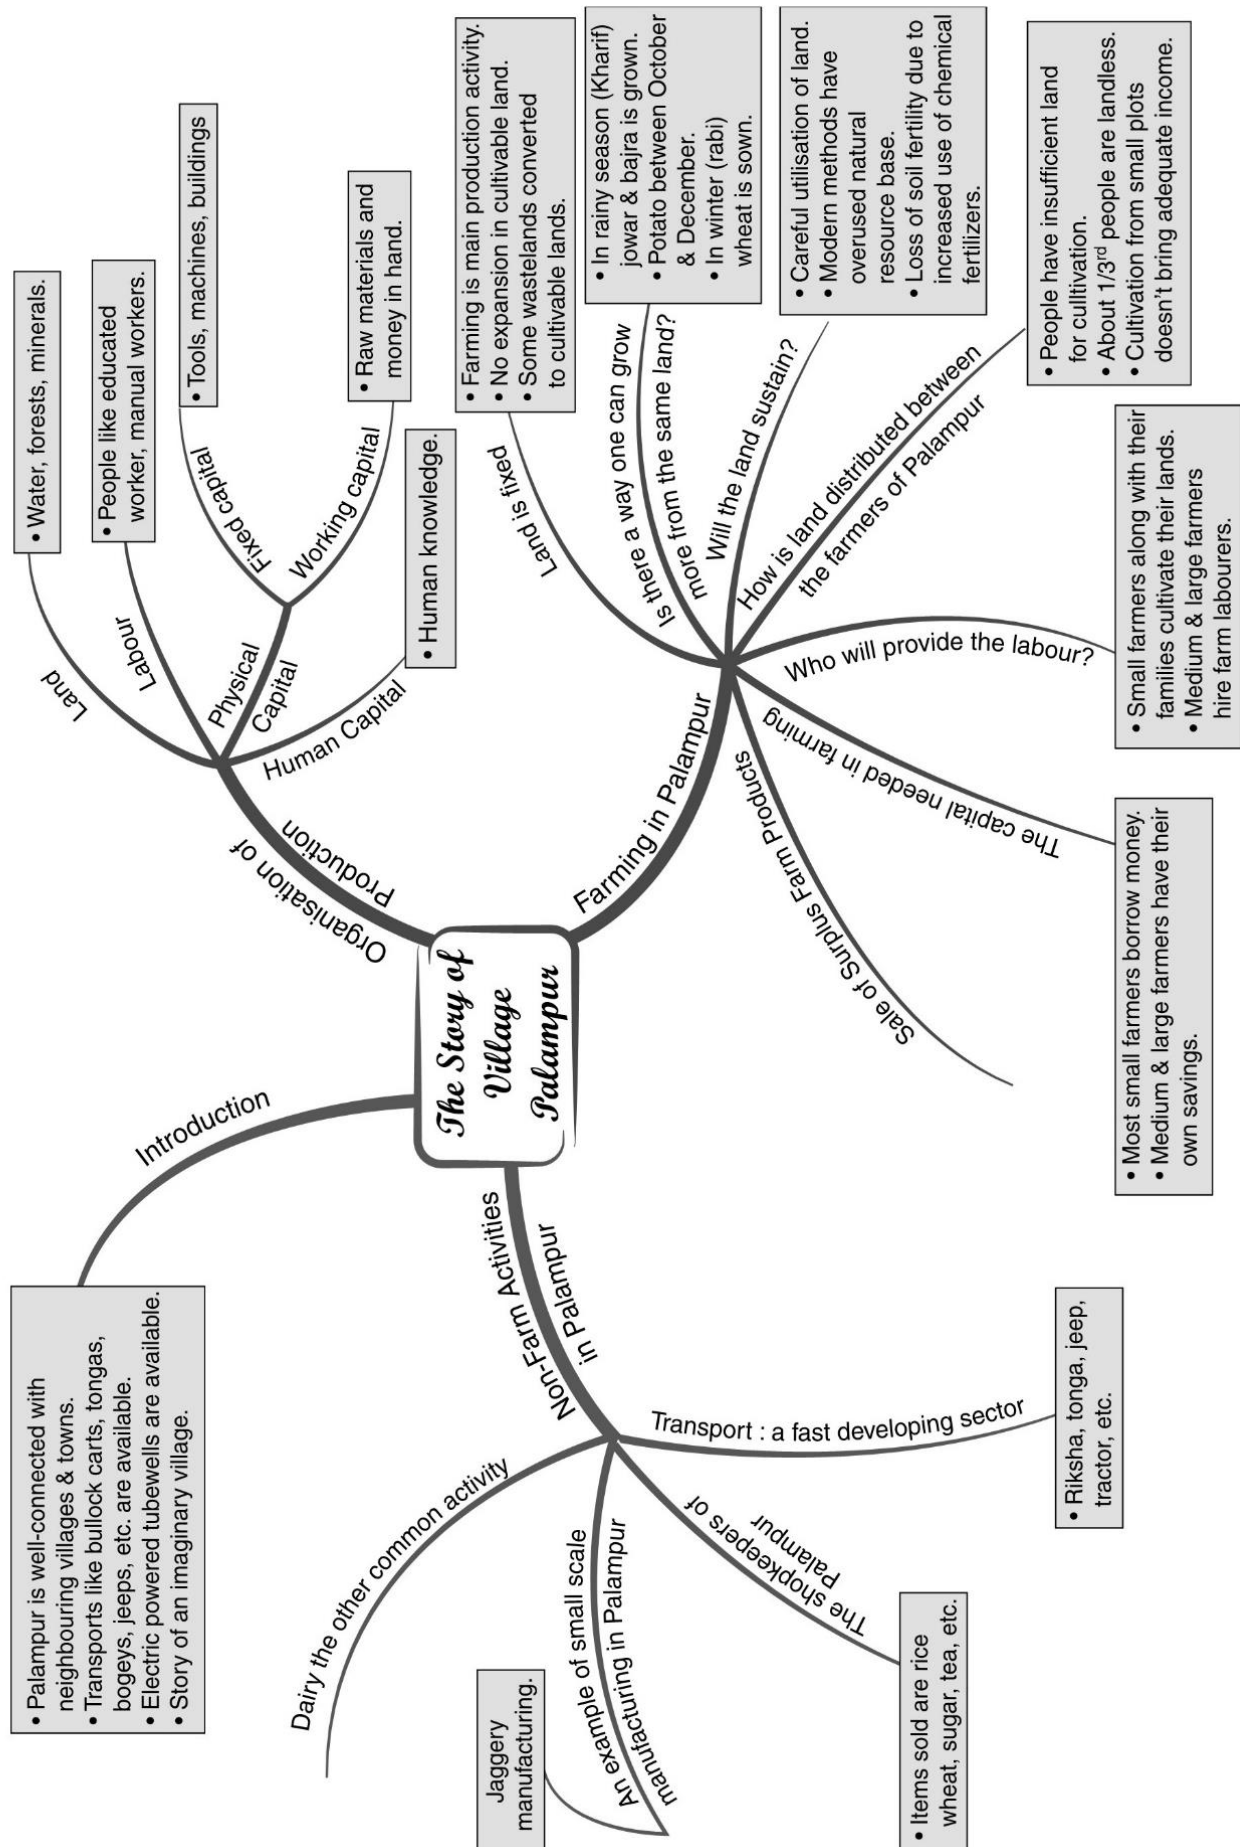 The Story of
Village
Palampur
Introduction
• Palampur is well-connected with
neighbouring villages & towns.
• Transports like bullock carts, tongas,
bogeys, jeeps, etc. are available.
• Electric powered tubewells are available.
• Story of an imaginary village.
Organisation of
Production
Land
• Water, forests, minerals.
Labour
• People like educated
worker, manual workers.
Physical
Capital
Fixed capital
• Tools, machines, buildings
Working capital
• Raw materials and
money in hand.
Human Capital
• Human knowledge.
Farming in Palampur
Land is fixed
• Farming is main production activity.
• No expansion in cultivable land.
• Some wastelands converted
to cultivable lands.
Is there a way one can grow
more from the same land?
• In rainy season (Kharif)
jowar & bajra is grown.
• Potato between October
& December.
• In winter (rabi)
wheat is sown.
Will the land sustain?
• Careful utilisation of land.
• Modern methods have
overused natural
resource base.
• Loss of soil fertility due to
increased use of chemical
fertilizers.
How is land distributed between
the farmers of Palampur
• People have insufficient land
for culltivation.
• About 1/3rd people are landless.
• Cultivation from small plots
doesn't bring adequate income.
Who will provide the labour?
• Small farmers along with their
families cultivate their lands.
• Medium & large farmers
hire farm labourers.
The capital needed in farming
• Most small farmers borrow money.
• Medium & large farmers have their
own savings.
Sale of Surplus Farm Products
Non-Farm Activities
in Palampur
Dairy the other common activity
An example of small scale
manufacturing in Palampur
Jaggery
manufacturing.
The shopkeepers of
Palampur
• Items sold are rice
wheat, sugar, tea, etc.
Transport : a fast developing sector
• Riksha, tonga, jeep,
tractor, etc.